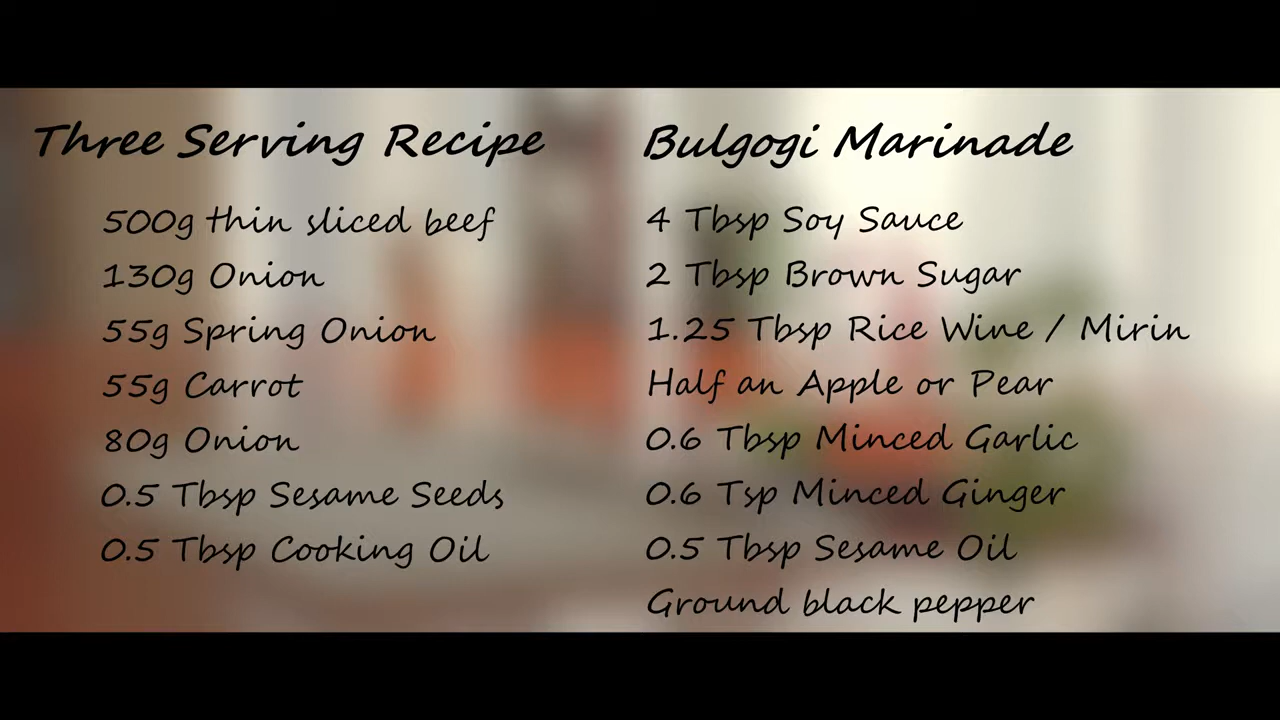 Three Serving Recipe
500g thin sliced beef
130g Onion
55g Spring Onion
55g Carrot
80g Onion
0.5 Tbsp Sesame Seeds
0.5 Tbsp Cooking Oil
Bulgogi Marinade
4 Tbsp Soy Sauce
2 Tbsp Brown Sugar
1.25 Tbsp Rice Wine / Mirin
Half an Apple or Pear
0.6 Tbsp Minced Garlic
0.6 Tsp Minced Ginger
0.5 Tbsp Sesame Oil
Ground black pepper